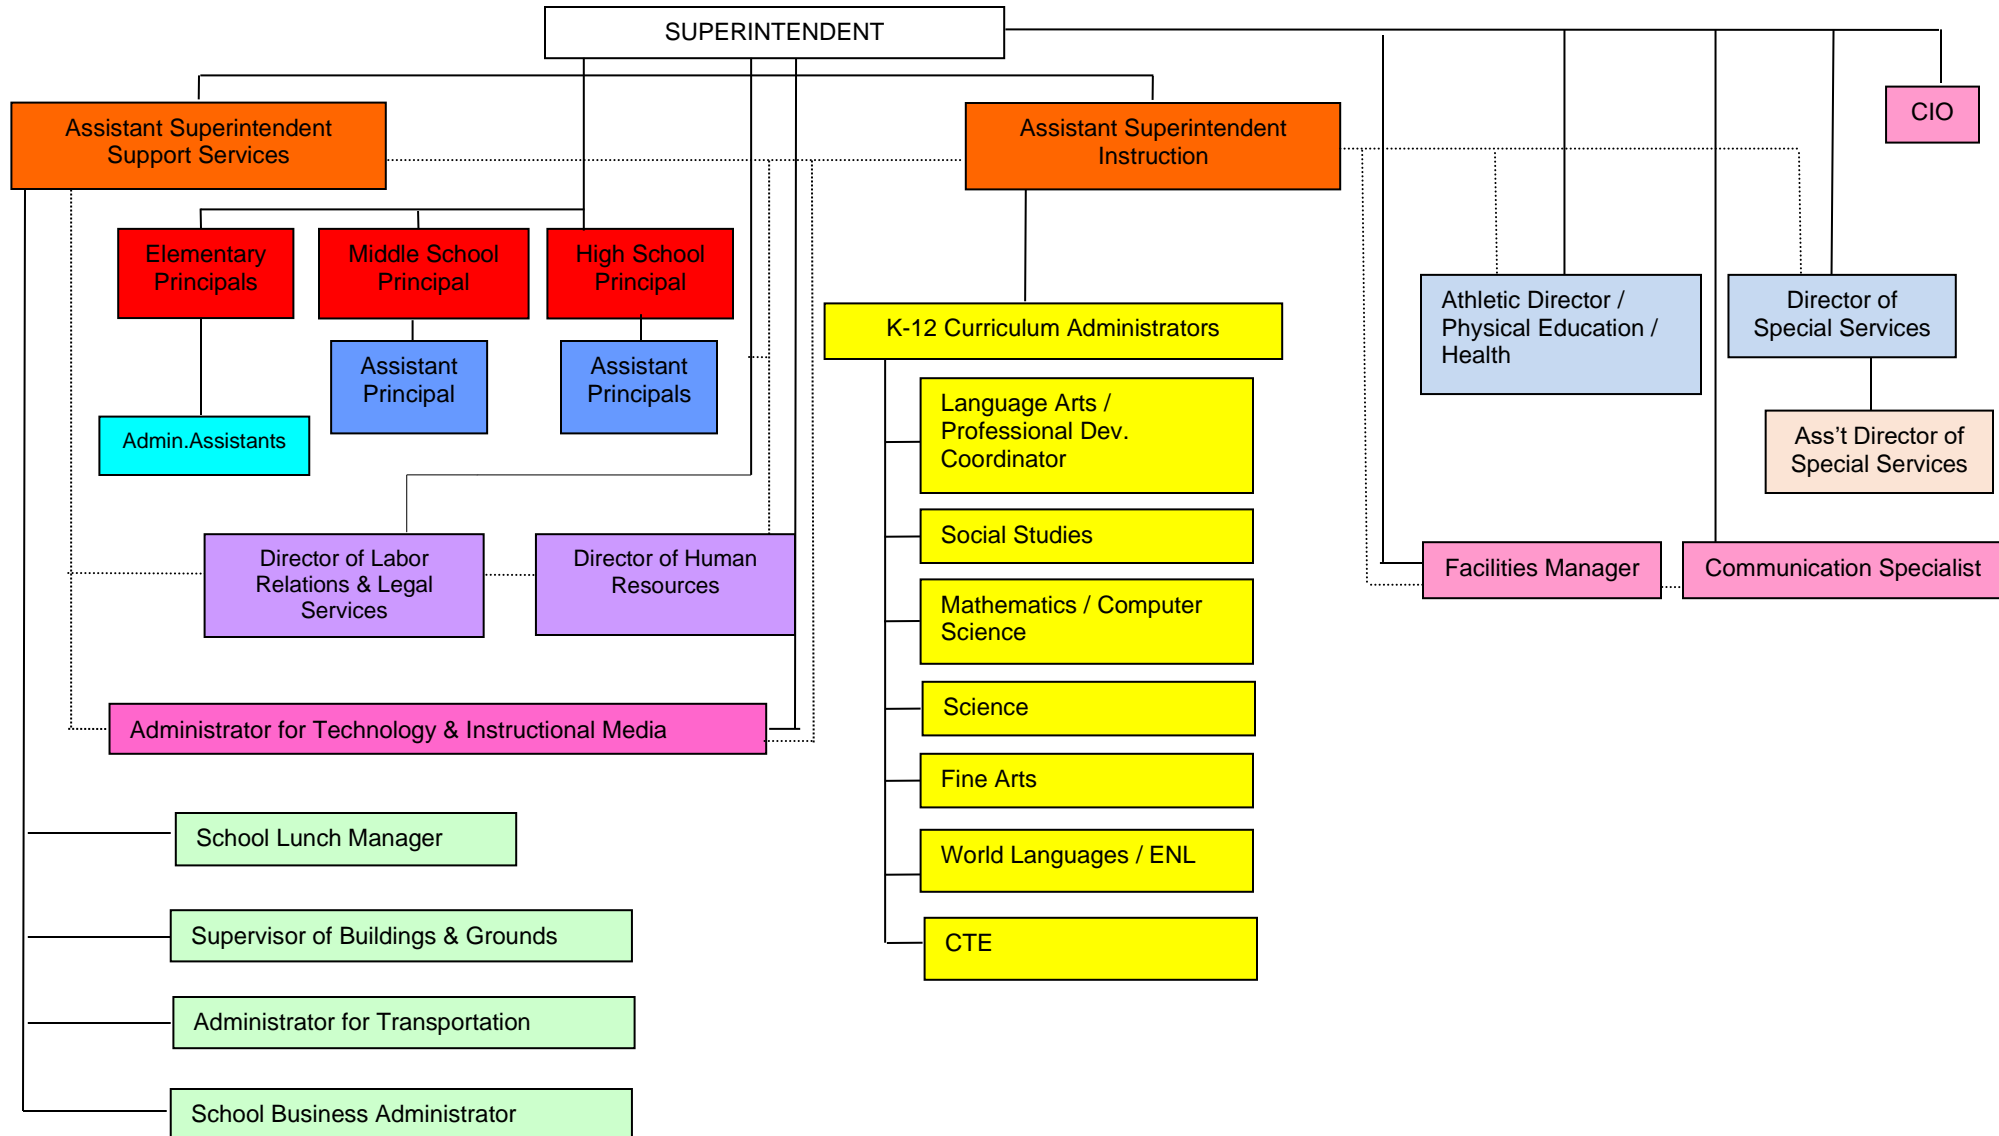 SUPERINTENDENT
CIO
Assistant Superintendent
Support Services
Assistant Superintendent
Instruction
Elementary
Principals
Middle School
Principal
High School
Principal
Assistant
Principal
Assistant
Principals
Admin.Assistants
K-12 Curriculum Administrators
Athletic Director /
Physical Education /
Health
Director of
Special Services
Ass’t Director of
Special Services
Language Arts /
Professional Dev.
Coordinator
Social Studies
Mathematics / Computer
Science
Science
Fine Arts
World Languages / ENL
CTE
Facilities Manager
Communication Specialist
Director of Labor
Relations & Legal
Services
Director of Human
Resources
Administrator for Technology & Instructional Media
School Lunch Manager
Supervisor of Buildings & Grounds
Administrator for Transportation
School Business Administrator